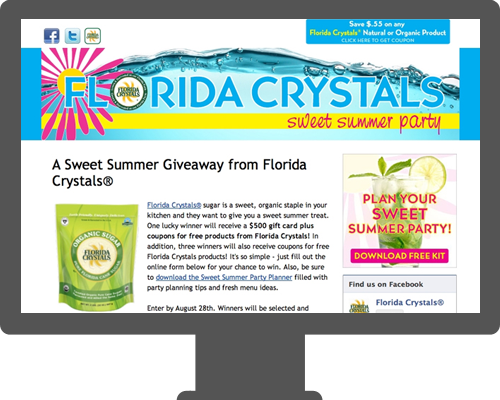 Save $.55 on any
Florida Crystals® Natural or Organic Product
CLICK HERE TO GET COUPON
FLORIDA CRYSTALS
sweet summer party
A Sweet Summer Giveaway from Florida
Crystals®
Florida Crystals® sugar is a sweet, organic staple in your
kitchen and they want to give you a sweet summer treat.
One lucky winner will receive a $500 gift card plus
coupons for free products from Florida Crystals! In
addition, three winners will also receive coupons for free
Florida Crystals products! It's so simple - just fill out the
online form below for your chance to win. Also, be sure
to download the Sweet Summer Party Planner filled with
party planning tips and fresh menu ideas.
Enter by August 28th. Winners will be selected and
ORGANIC SUGAR
FLORIDA
CRYSTALS
PLAN YOUR
SWEET
SUMMER PARTY!
DOWNLOAD FREE KIT
Find us on Facebook
Florida Crystals®